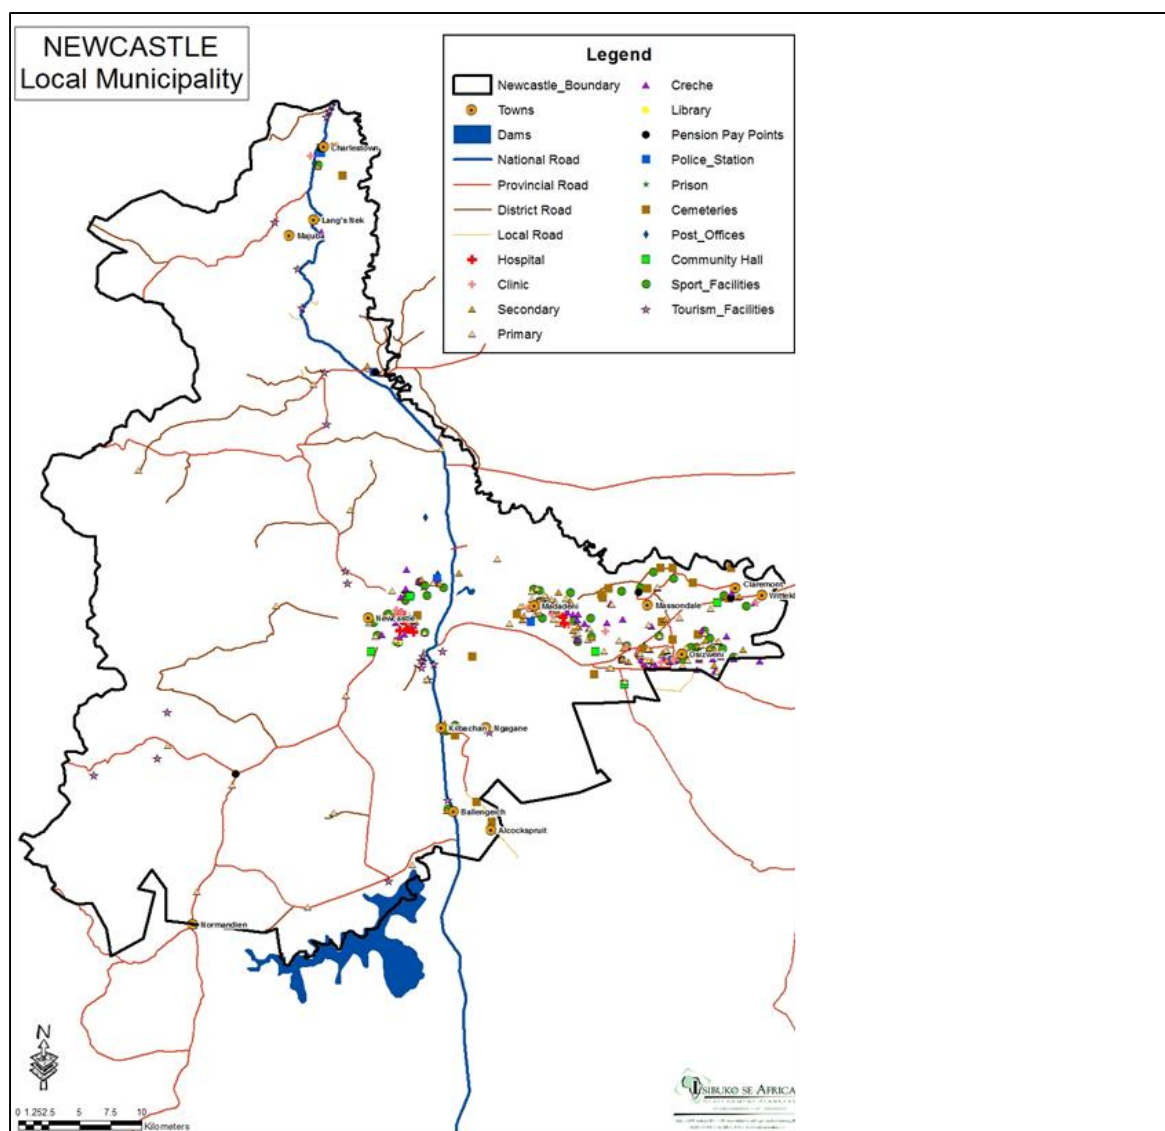 NEWCASTLE
Local Municipality
Legend
Newcastle_Boundary
Towns
Dams
National Road
Provincial Road
District Road
Local Road
Hospital
Clinic
Secondary
Primary
Creche
Library
Pension Pay Points
Police_Station
Prison
Cemeteries
Post_Offices
Community Hall
Sport_Facilities
Tourism_Facilities
Charlestown
Lang's Nek
Majuba
Claremont
Madadeni
Massondale
Newcastle
Osizweni
Kilbachan
Ngagane
Ballengeich
Alcockspruit
Normandien
N
0 1.252.5 5 7.5 10
Kilometers
SIBUKO SE AFRICA